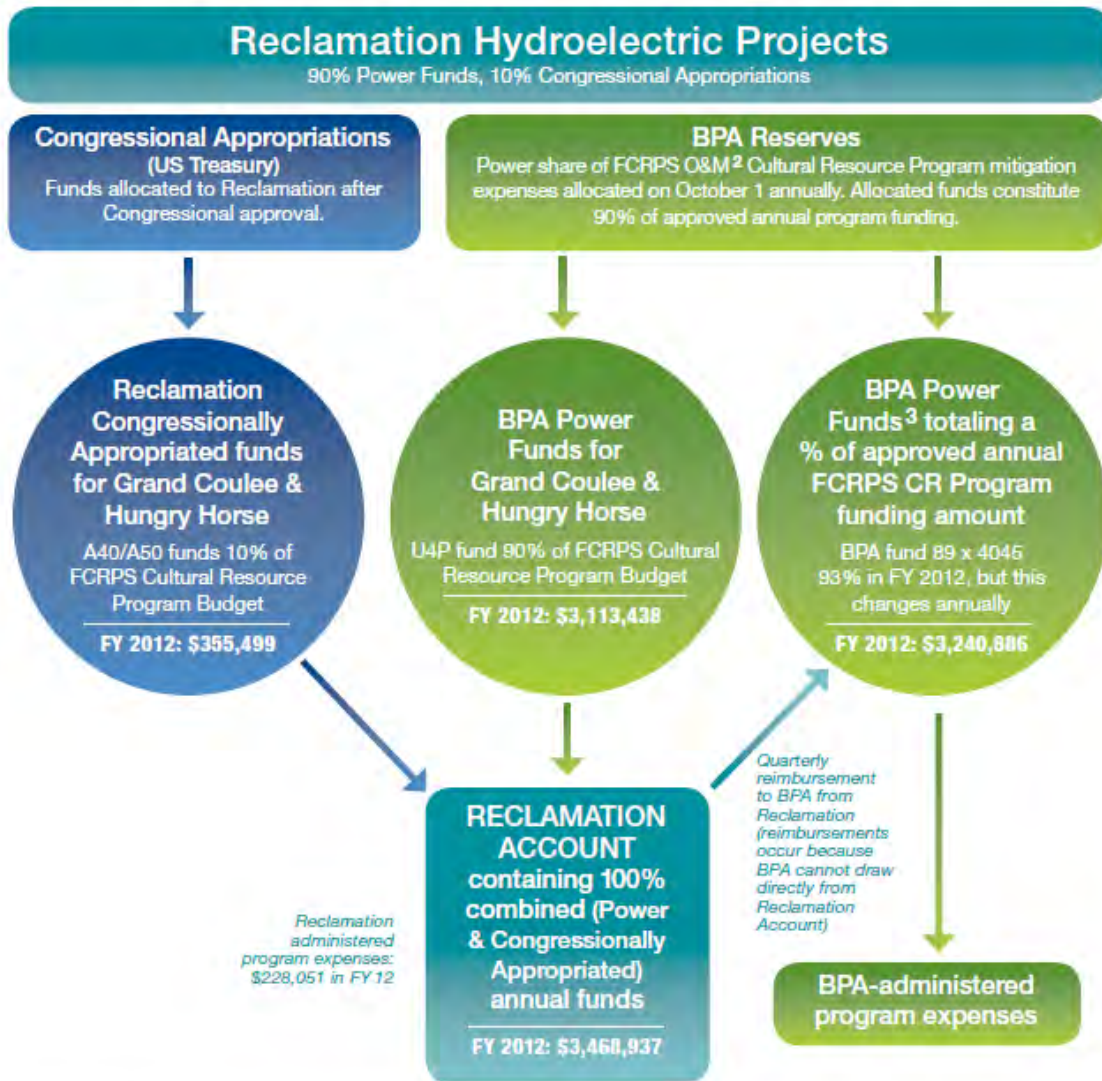 Reclamation Hydroelectric Projects
90% Power Funds, 10% Congressional Appropriations
Congressional Appropriations
(US Treasury)
Funds allocated to Reclamation after
Congressional approval.
BPA Reserves
Power share of FCRPS O&M² Cultural Resource Program mitigation
expenses allocated on October 1 annually. Allocated funds constitute
90% of approved annual program funding.
Reclamation
Congressionally
Appropriated funds
for Grand Coulee &
Hungry Horse
A40/A50 funds 10% of
FCRPS Cultural Resource
Program Budget
FY 2012: $355,499
BPA Power
Funds for
Grand Coulee &
Hungry Horse
U4P fund 90% of FCRPS Cultural
Resource Program Budget
FY 2012: $3,113,438
BPA Power
Funds³ totaling a
% of approved annual
FCRPS CR Program
funding amount
BPA fund 89 x 4045
93% in FY 2012, but this
changes annually
FY 2012: $3,240,886
Reclamation
administered
program expenses:
$228,051 in FY 12
RECLAMATION
ACCOUNT
containing 100%
combined (Power
& Congressionally
Appropriated)
annual funds
FY 2012: $3,468,937
Quarterly
reimbursement
to BPA from
Reclamation
(reimbursements
occur because
BPA cannot draw
directly from
Reclamation
Account)
BPA-administered
program expenses